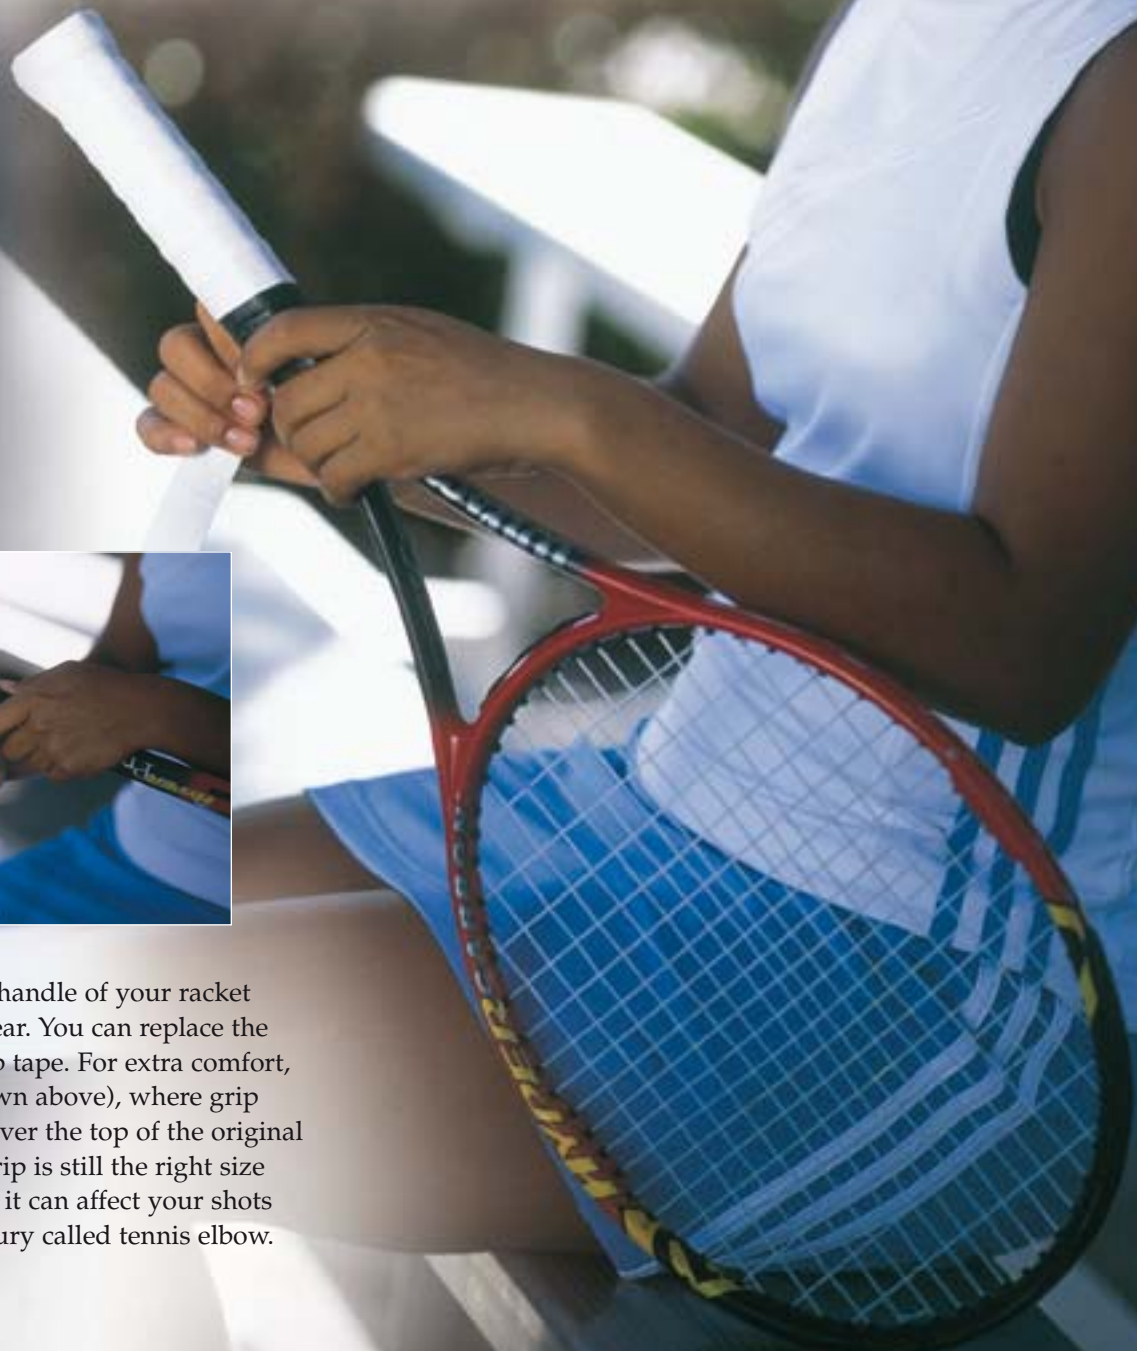 HYPER
handle of your racket
ear. You can replace the
p tape. For extra comfort,
wn above), where grip
ver the top of the original
rip is still the right size
it can affect your shots
ury called tennis elbow.